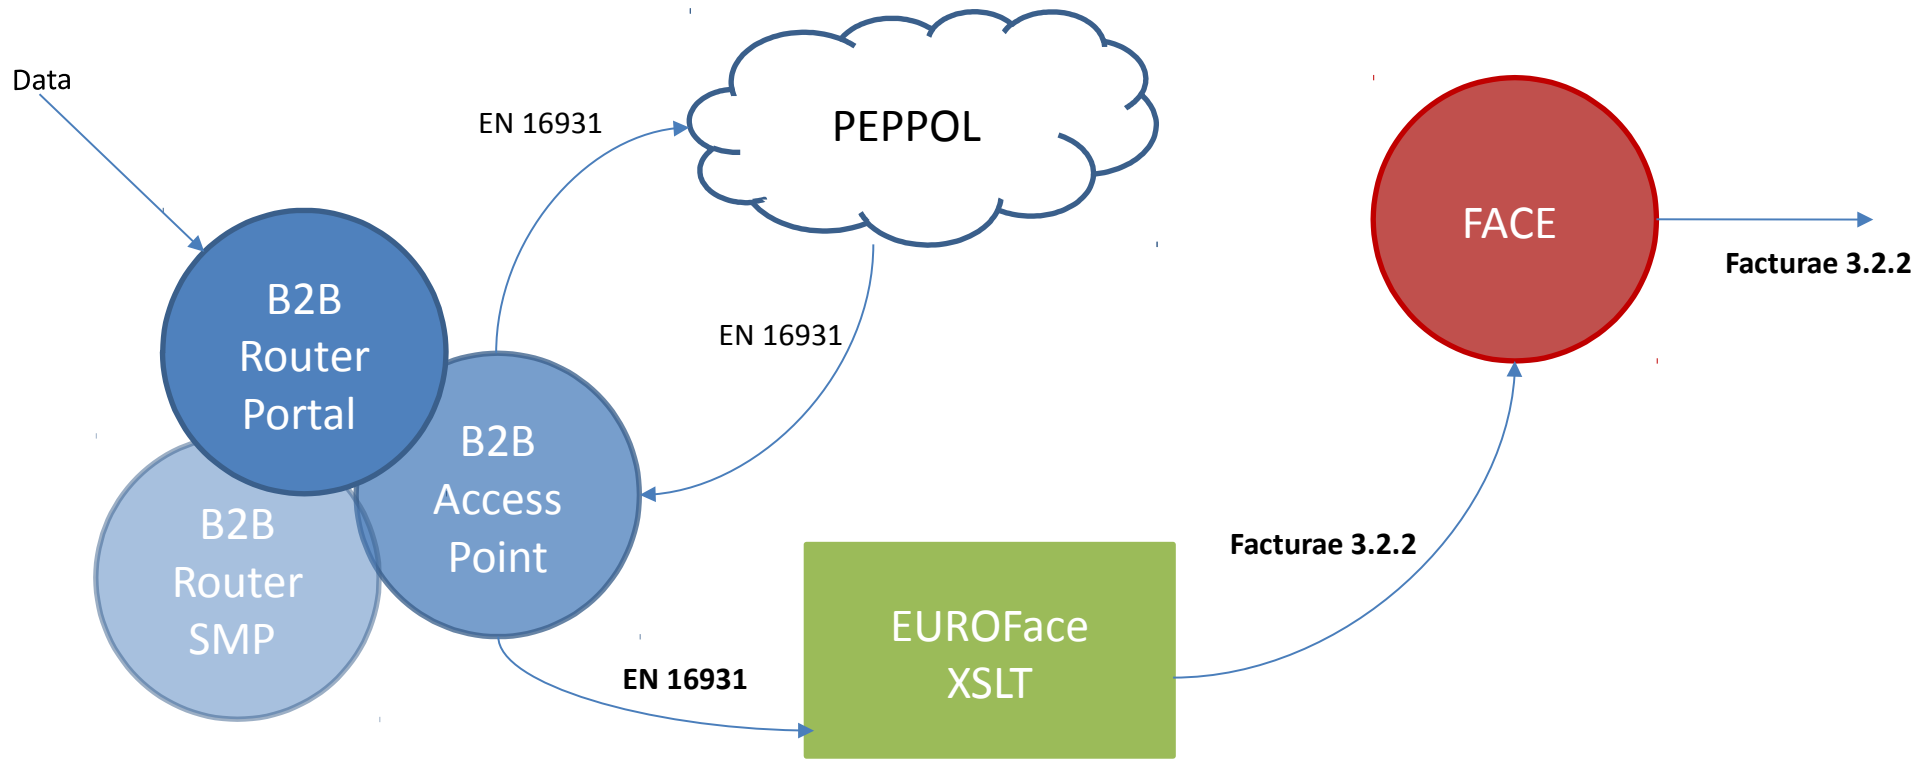 Data
EN 16931
PEPPOL
FACE
Facturae 3.2.2
B2B
Router
Portal
EN 16931
B2B
Access
Point
B2B
Router
SMP
Facturae 3.2.2
EN 16931
EUROFace
XSLT